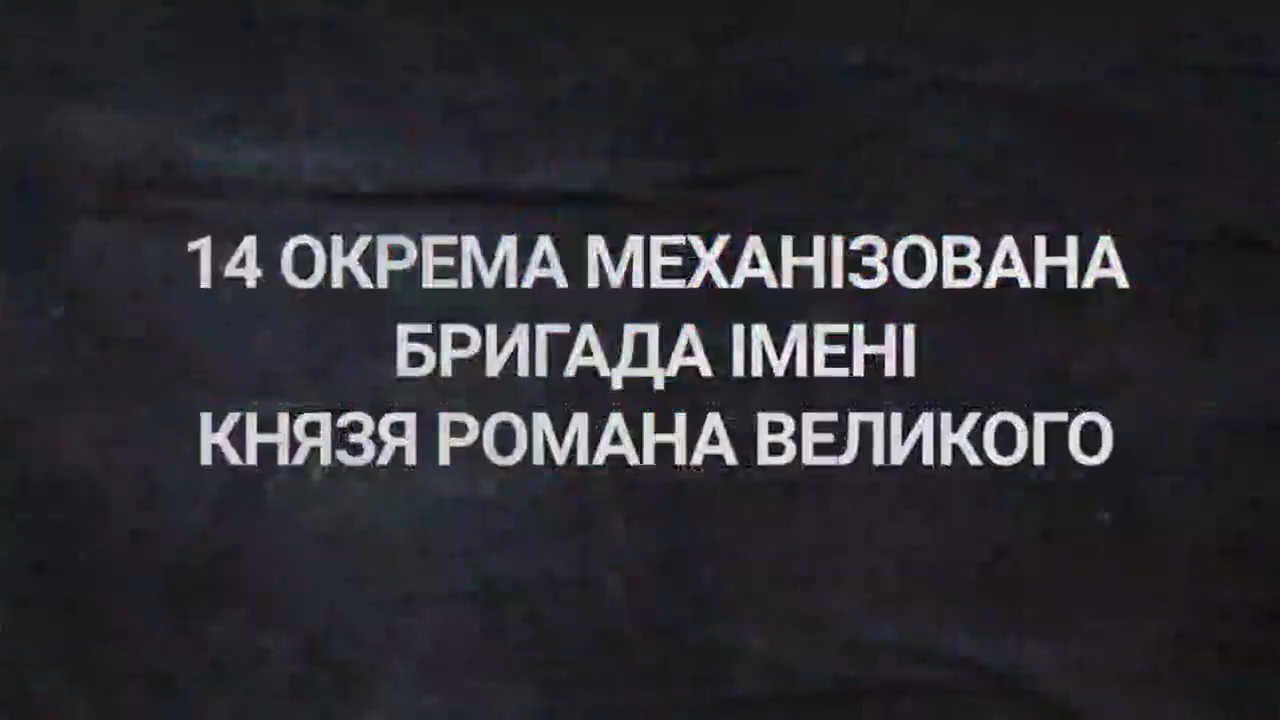 14 ОКРЕМА МЕХАНІЗОВАНА
БРИГАДА ІМЕНІ
КНЯЗЯ РОМАНА ВЕЛИКОГО